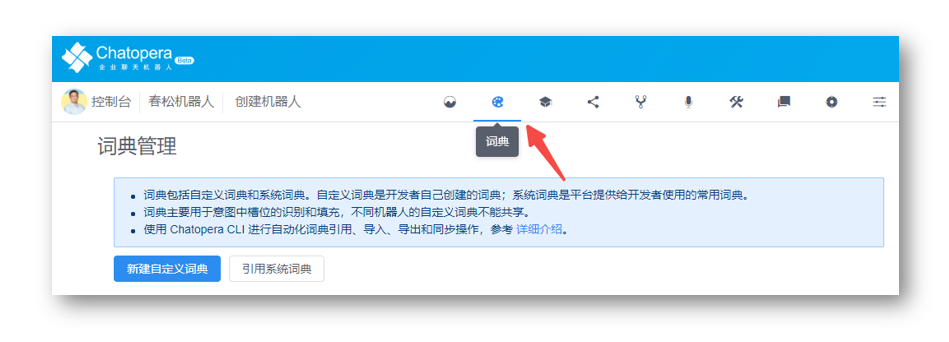 Chatopera Beta
企业聊天机器人
控制台 春松机器人 创建机器人
词典
词典管理
词典包括自定义词典和系统词典。自定义词典是开发者自己创建的词典；系统词典是平台提供给开发者使用的常用词典。
词典主要用于意图中槽位的识别和填充，不同机器人的自定义词典不能共享。
使用 Chatopera CLI 进行自动化词典引用、导入、导出和同步操作，参考 详细介绍。
新建自定义词典 引用系统词典